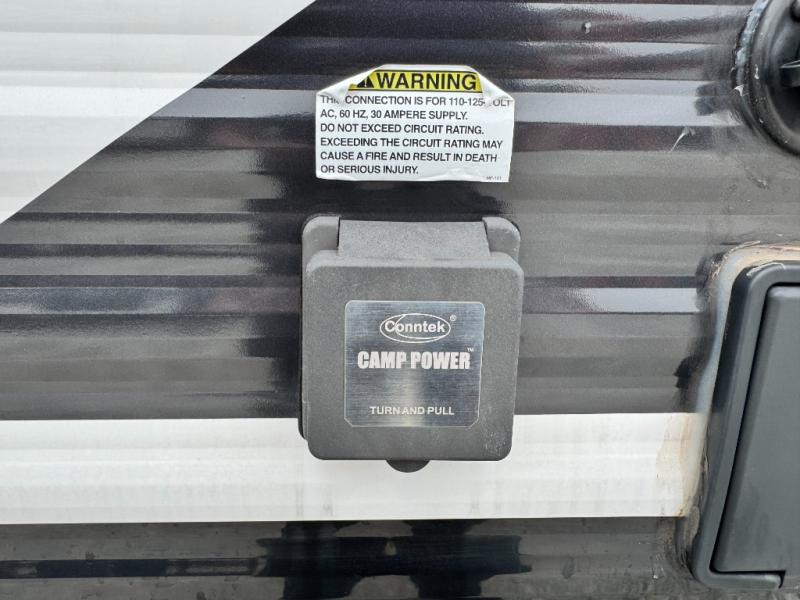 WARNING
THIS CONNECTION IS FOR 110-125-VOLT
AC, 60 HZ, 30 AMPERE SUPPLY.
DO NOT EXCEED CIRCUIT RATING.
EXCEEDING THE CIRCUIT RATING MAY
CAUSE A FIRE AND RESULT IN DEATH
OR SERIOUS INJURY.
Conntek®
CAMP POWER™
TURN AND PULL